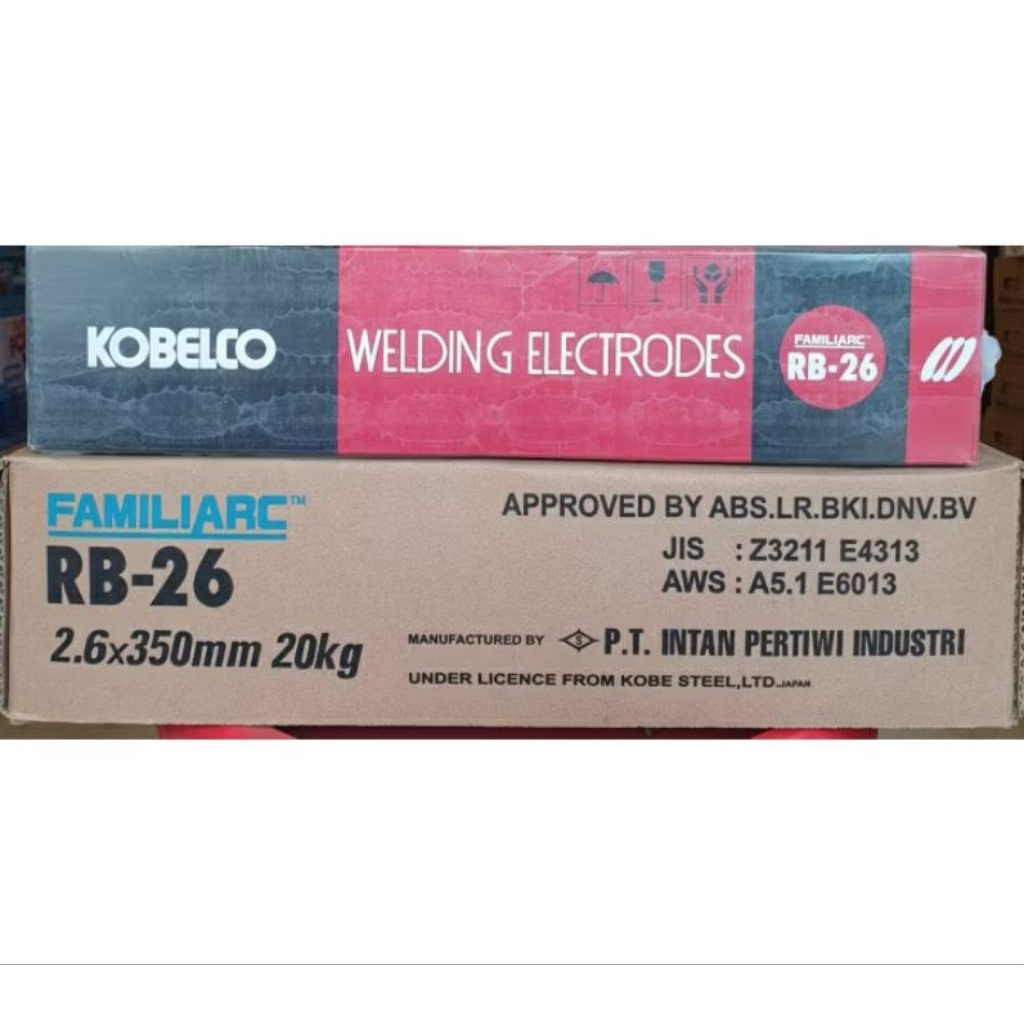 KOBELCO
WELDING ELECTRODES
FAMILIARC™
RB-26
FAMILIARC™
RB-26
2.6x350mm 20kg
APPROVED BY ABS.LR.BKI.DNV.BV
JIS : Z3211 E4313
AWS : A5.1 E6013
MANUFACTURED BY S P.T. INTAN PERTIWI INDUSTRI
UNDER LICENCE FROM KOBE STEEL,LTD.JAPAN